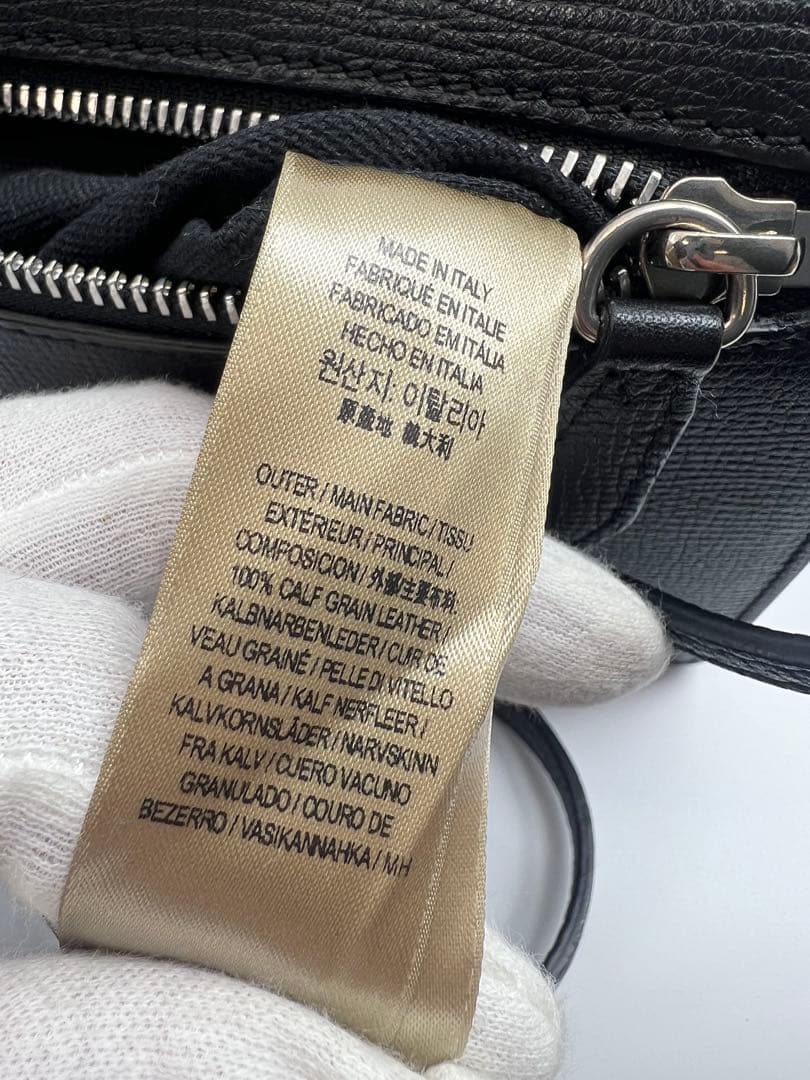 MADE IN ITALY
FABRIQUE EN ITALIE
FABRICADO EM ITÁLIA
HECHO EN ITALIA
원산지: 이탈리아
原產地 義大利
OUTER / MAIN FABRIC / TISSU
EXTÉRIEUR / PRINCIPAL /
COMPOSICION / 外部主要布料
100% CALF GRAIN LEATHER /
KALBNARBENLEDER / CUIR DE
VEAU GRAINÉ / PELLE DI VITELLO
A GRANA / KALF NERFLEER /
KALVKORNSLÄDER / NARVSKINN
FRA KALV / CUERO VACUNO
GRANULADO / COURO DE
BEZERRO / VASIKANNAHKA / MH